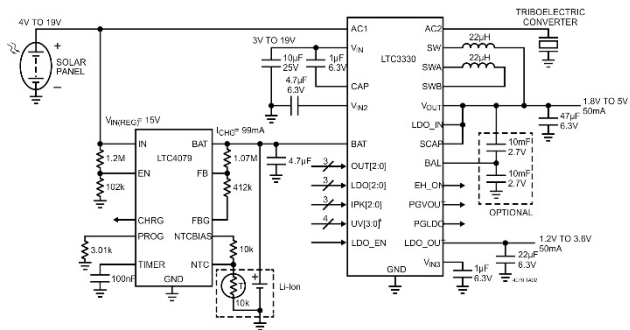 4V TO 19V
SOLAR
PANEL
TRIBOELECTRIC
CONVERTER
AC1
AC2
3V TO 19V
10µF
25V
1µF
6.3V
VIN
CAP
4.7µF
6.3V
VIN2
LTC3330
SW
22µH
SWA
22µH
SWB
VOUT
1.8V TO 5V
50mA
47µF
6.3V
LDO_IN
SCAP
10mF
2.7V
BAL
10mF
2.7V
OPTIONAL
VIN(REG)= 15V
ICHG= 99mA
IN
BAT
LTC4079
1.2M
EN
102k
1.07M
FB
412k
FBG
4.7µF
BAT
3
OUT[2:0]
3
LDO[2:0]
3
IPK[2:0]
4
UV[3:0]
LDO_EN
EH_ON
PGVOUT
PGLDO
LDO_OUT
1.2V TO 3.6V
50mA
22µF
6.3V
VIN3
1µF
6.3V
GND
CHRG
PROG
3.01k
NTCBIAS
10k
TIMER
100nF
NTC
GND
T
10k
Li-Ion